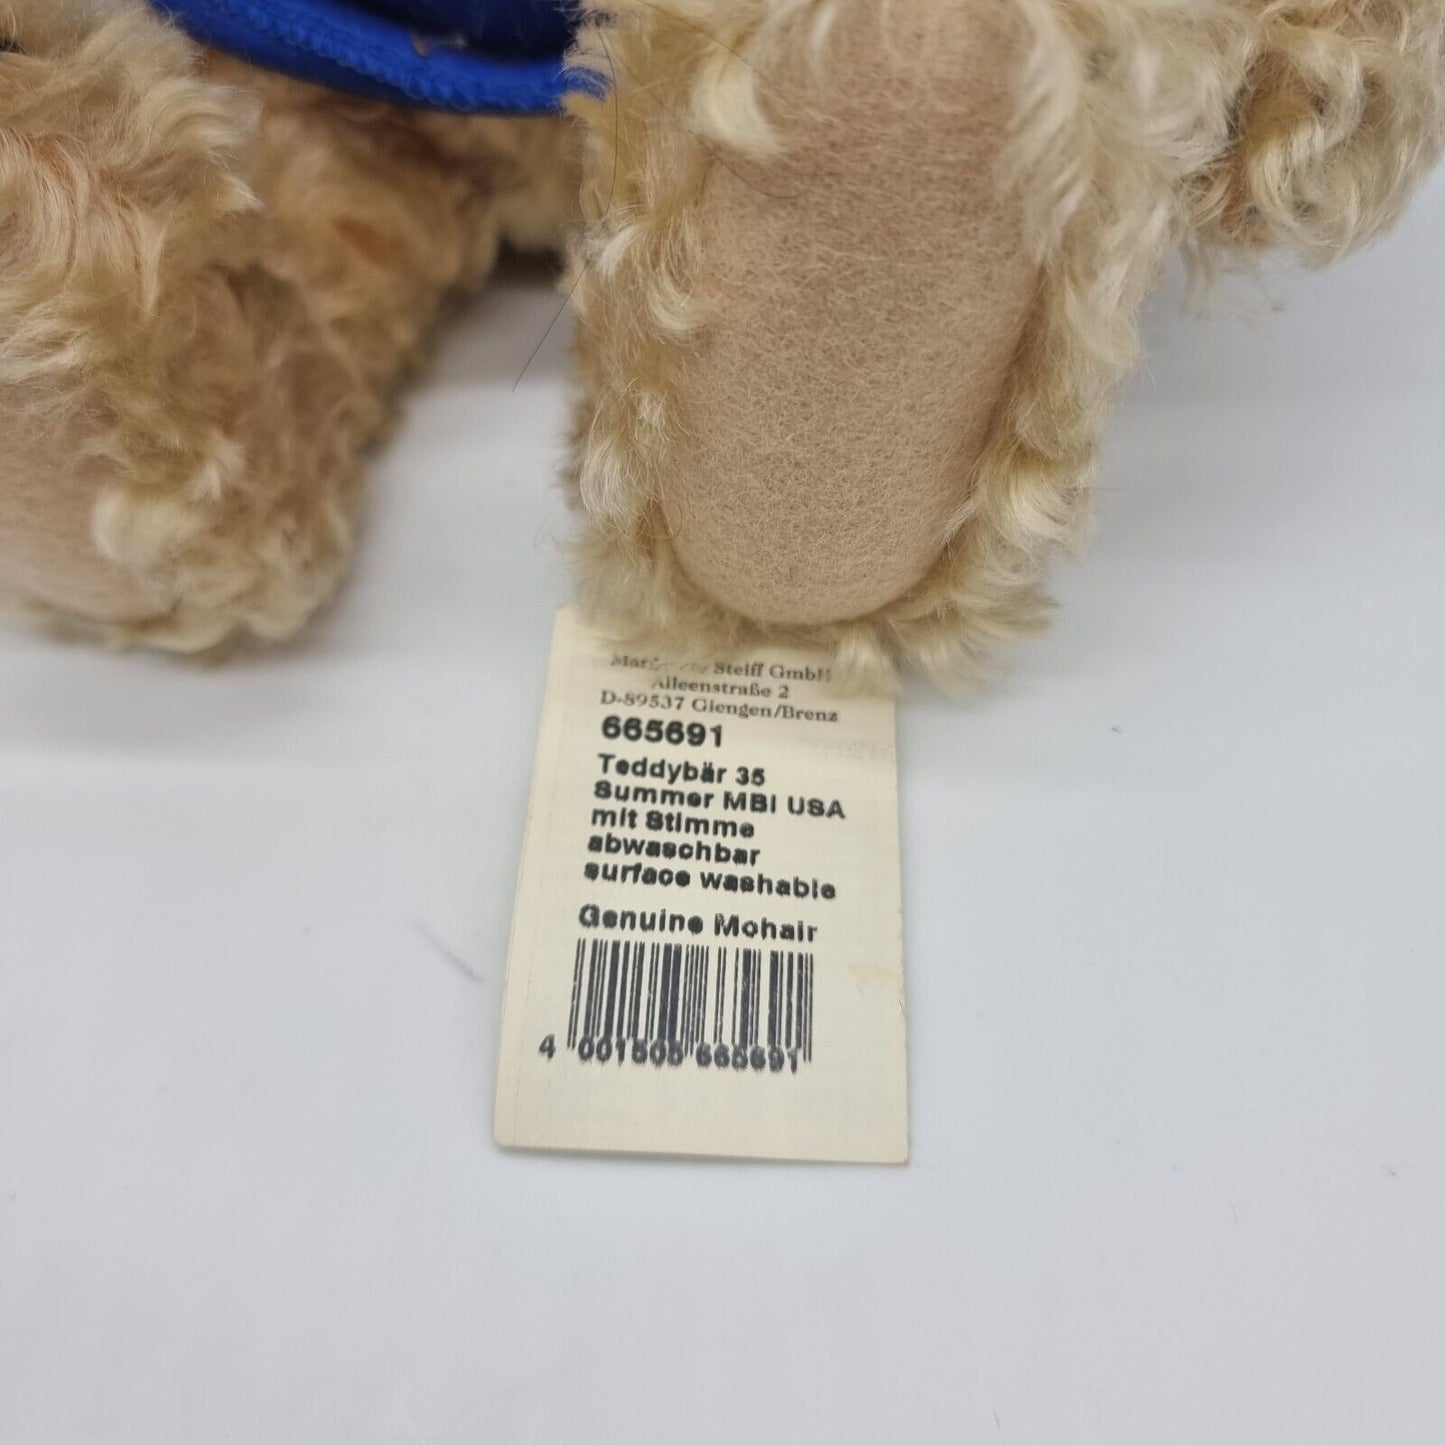 Steiff GmbH
Alleenstraße 2
D-89537 Giengen/Brenz
665691
Teddybär 35
Summer MBI USA
mit Stimme
abwaschbar
surface washable
Genuine Mohair
4 001505 665691